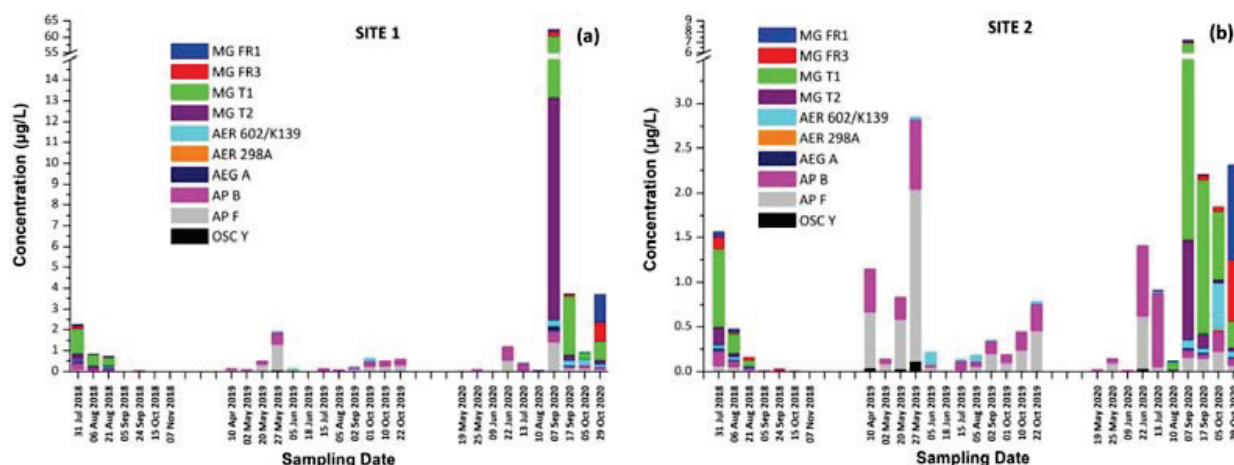 SITE 1
(a)
MG FR1
MG FR3
MG T1
MG T2
AER 602/K139
AER 298A
AEG A
AP B
AP F
OSC Y
Concentration (µg/L)
65
60
55
14
13
12
11
10
9
8
7
6
5
4
3
2
1
0
31 Jul 2018
06 Aug 2018
21 Aug 2018
05 Sep 2018
24 Sep 2018
15 Oct 2018
07 Nov 2018
10 Apr 2019
02 May 2019
20 May 2019
27 May 2019
05 Jun 2019
18 Jun 2019
15 Jul 2019
05 Aug 2019
02 Sep 2019
01 Oct 2019
10 Oct 2019
22 Oct 2019
19 May 2020
25 May 2020
09 Jun 2020
22 Jun 2020
13 Jul 2020
10 Aug 2020
07 Sep 2020
17 Sep 2020
05 Oct 2020
29 Oct 2020
Sampling Date
SITE 2
(b)
MG FR1
MG FR3
MG T1
MG T2
AER 602/K139
AER 298A
AEG A
AP B
AP F
OSC Y
Concentration (µg/L)
9
8
7
6
3.0
2.5
2.0
1.5
1.0
0.5
0.0
31 Jul 2018
06 Aug 2018
21 Aug 2018
05 Sep 2018
24 Sep 2018
15 Oct 2018
07 Nov 2018
10 Apr 2019
02 May 2019
20 May 2019
27 May 2019
05 Jun 2019
18 Jun 2019
15 Jul 2019
05 Aug 2019
02 Sep 2019
01 Oct 2019
10 Oct 2019
22 Oct 2019
19 May 2020
25 May 2020
09 Jun 2020
22 Jun 2020
13 Jul 2020
10 Aug 2020
07 Sep 2020
17 Sep 2020
05 Oct 2020
29 Oct 2020
Sampling Date